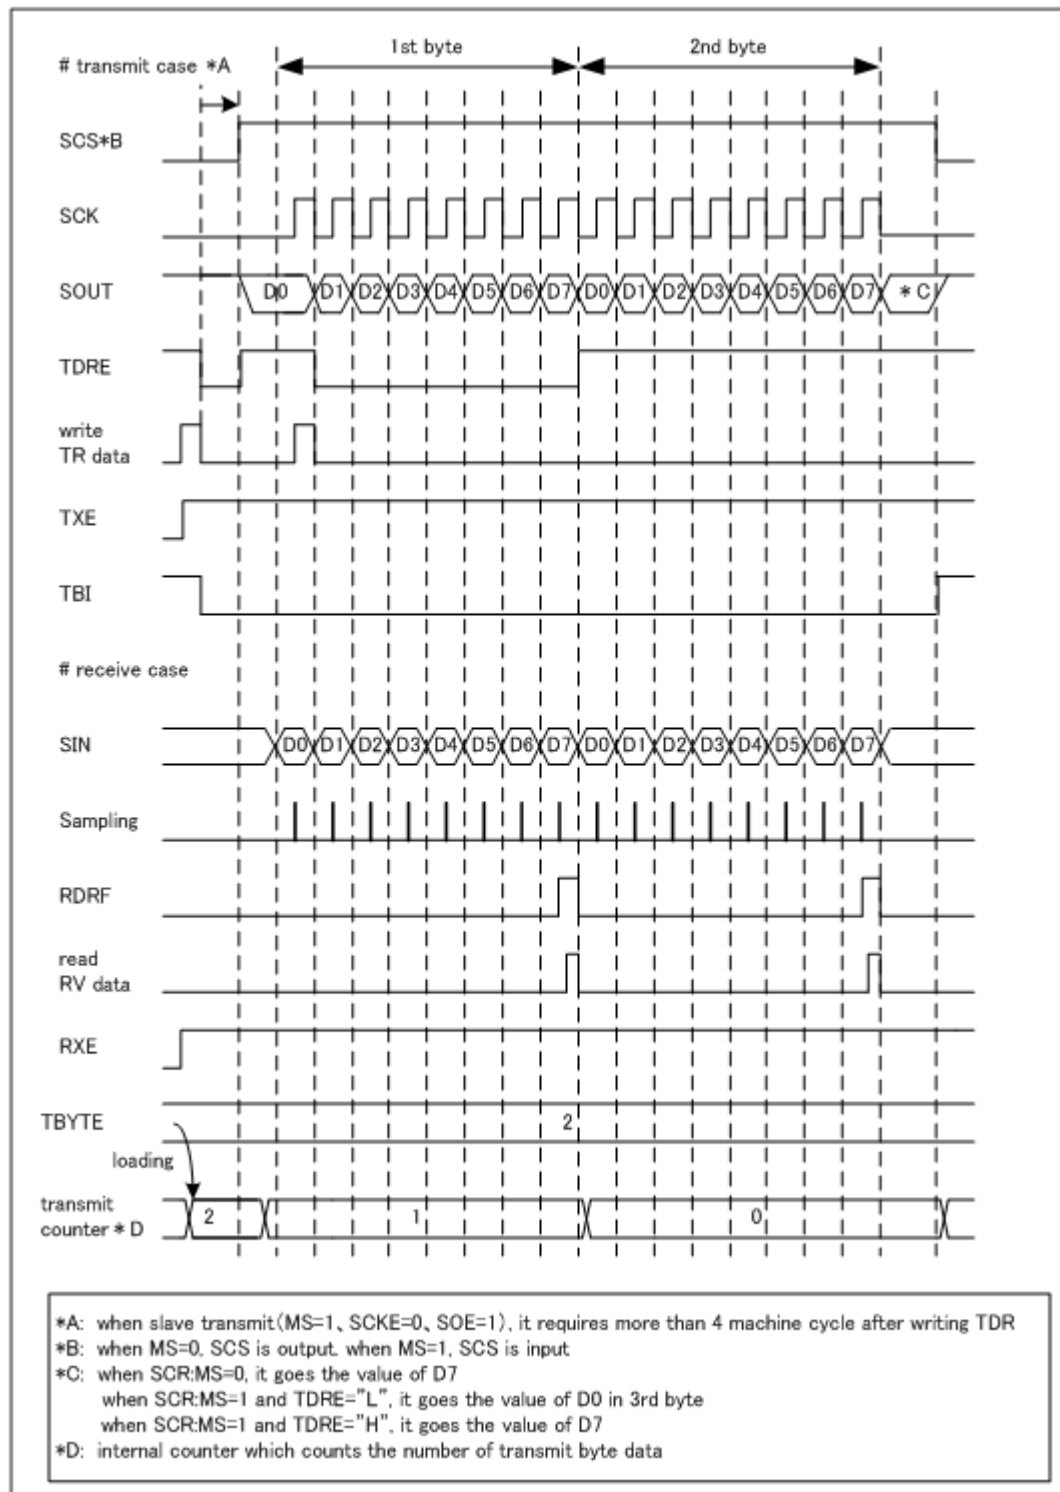 1st byte 2nd byte
# transmit case *A
SCS*B
SCK
SOUT D0 D1 D2 D3 D4 D5 D6 D7 D0 D1 D2 D3 D4 D5 D6 D7 * C
TDRE
write
TR data
TXE
TBI
# receive case
SIN D0 D1 D2 D3 D4 D5 D6 D7 D0 D1 D2 D3 D4 D5 D6 D7
Sampling
RDRF
read
RV data
RXE
TBYTE 2
loading
transmit
counter * D 2 1 0
*A: when slave transmit(MS=1、SCKE=0、SOE=1), it requires more than 4 machine cycle after writing TDR
*B: when MS=0, SCS is output. when MS=1, SCS is input
*C: when SCR:MS=0, it goes the value of D7
when SCR:MS=1 and TDRE="L", it goes the value of D0 in 3rd byte
when SCR:MS=1 and TDRE="H", it goes the value of D7
*D: internal counter which counts the number of transmit byte data